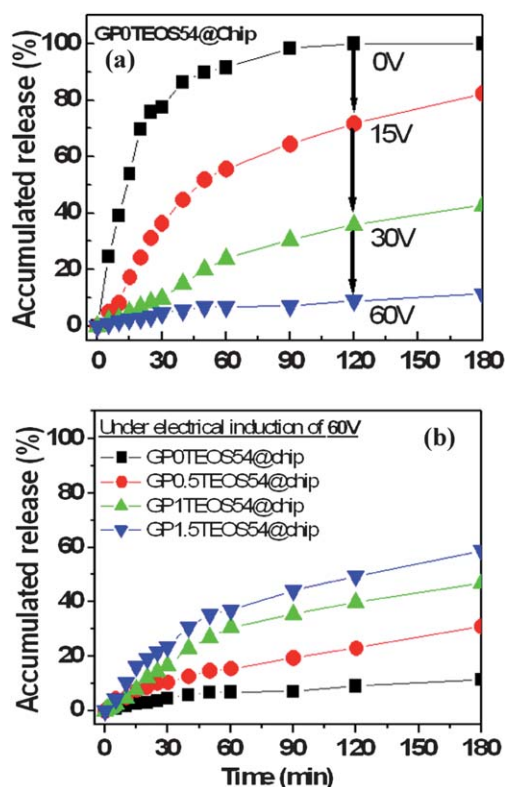 GP0TEOS54@Chip
(a)
Accumulated release (%)
100
80
60
40
20
0
0V
15V
30V
60V
0 30 60 90 120 150 180
Under electrical induction of 60V
(b)
GP0TEOS54@chip
GP0.5TEOS54@chip
GP1TEOS54@chip
GP1.5TEOS54@chip
Accumulated release (%)
100
80
60
40
20
0
0 30 60 90 120 150 180
Time (min)